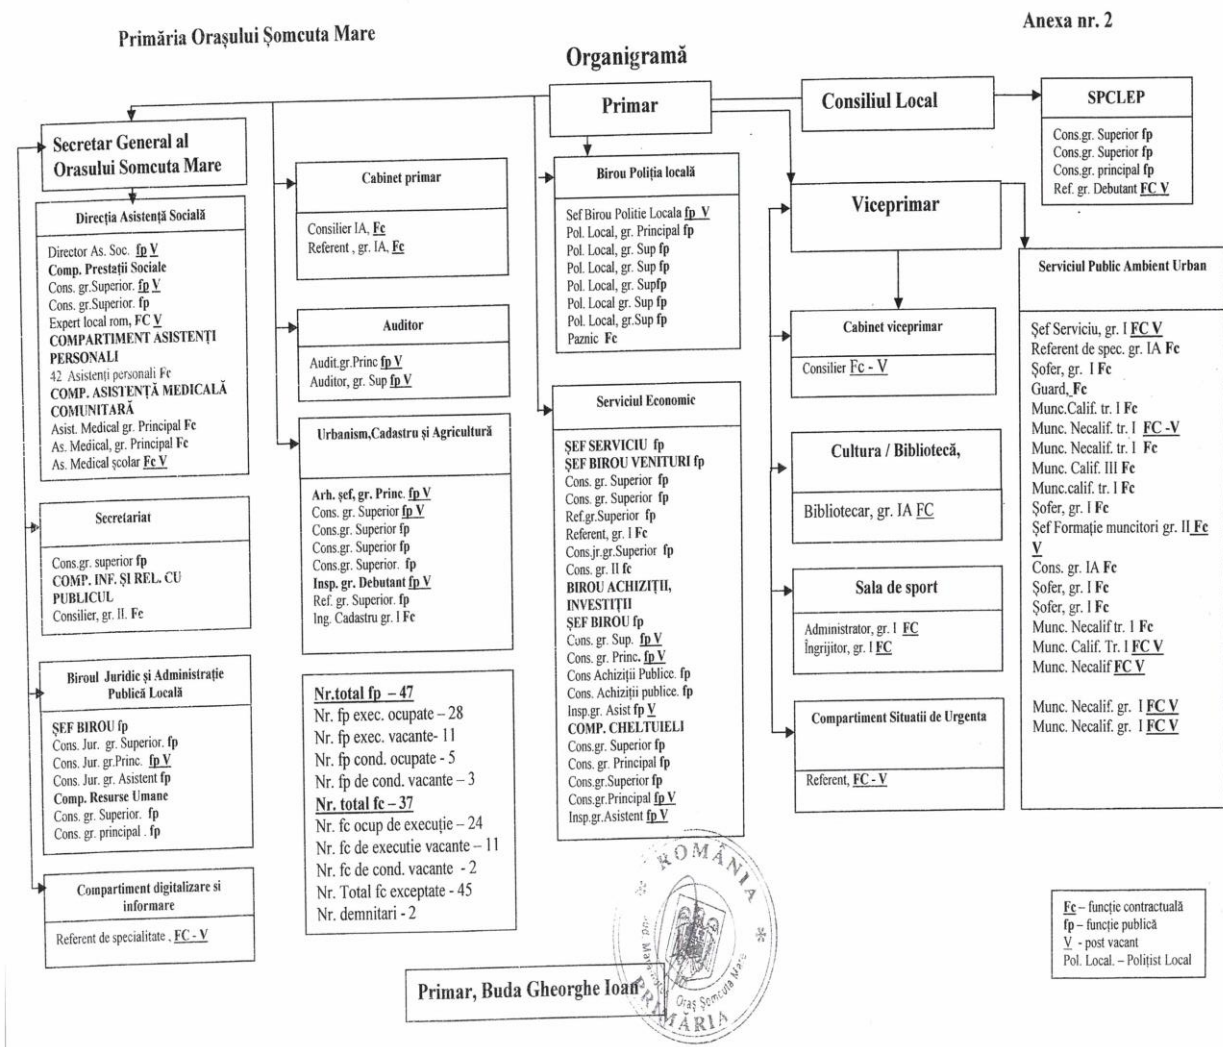 Primăria Orașului Șomcuta Mare
Anexa nr. 2
Organigramă
Primar
Consiliul Local
SPCLEP
Cons.gr. Superior fp
Cons.gr. Superior fp
Cons.gr. principal fp
Ref. gr. Debutant FC V
Secretar General al
Orasului Somcuta Mare
Direcția Asistență Socială
Director As. Soc. fp V
Comp. Prestații Sociale
Cons. gr.Superior. fp V
Cons. gr.Superior. fp
Expert local rom, FC V
COMPARTIMENT ASISTENȚI
PERSONALI
42 Asistenți personali Fc
COMP. ASISTENȚĂ MEDICALĂ
COMUNITARĂ
Asist. Medical gr. Principal Fc
As. Medical, gr. Principal Fc
As. Medical școlar Fc V
Secretariat
Cons.gr. superior fp
COMP. INF. ȘI REL. CU
PUBLICUL
Consilier, gr. II. Fc
Biroul Juridic și Administrație
Publică Locală
ȘEF BIROU fp
Cons. Jur. gr. Superior. fp
Cons. Jur. gr.Princ. fp V
Cons. Jur. gr. Asistent fp
Comp. Resurse Umane
Cons. gr. Superior. fp
Cons. gr. principal . fp
Compartiment digitalizare si
informare
Referent de specialitate , FC - V
Cabinet primar
Consilier IA, Fc
Referent , gr. IA, Fc
Auditor
Audit.gr.Princ fp V
Auditor, gr. Sup fp V
Urbanism,Cadastru și Agricultură
Arh. șef, gr. Princ. fp V
Cons. gr. Superior fp V
Cons.gr. Superior fp
Cons.gr. Superior fp
Cons.gr. Superior. fp
Insp. gr. Debutant fp V
Ref. gr. Superior. fp
Ing. Cadastru gr. I Fc
Nr.total fp – 47
Nr. fp exec. ocupate – 28
Nr. fp exec. vacante- 11
Nr. fp cond. ocupate - 5
Nr. fp de cond. vacante – 3
Nr. total fc – 37
Nr. fc ocup de execuție – 24
Nr. fc de executie vacante – 11
Nr. fc de cond. vacante - 2
Nr. Total fc exceptate - 45
Nr. demnitari - 2
Birou Poliția locală
Sef Birou Politie Locala fp V
Pol. Local, gr. Principal fp
Pol. Local, gr. Sup fp
Pol. Local, gr. Sup fp
Pol. Local, gr. Supfp
Pol. Local gr. Sup fp
Pol. Local, gr.Sup fp
Paznic Fc
Serviciul Economic
ȘEF SERVICIU fp
ȘEF BIROU VENITURI fp
Cons. gr. Superior fp
Cons. gr. Superior fp
Ref.gr.Superior fp
Referent, gr. I Fc
Cons.jr.gr.Superior fp
Cons. gr. II fc
BIROU ACHIZIȚII,
INVESTIȚII
ȘEF BIROU fp
Cons. gr. Sup. fp V
Cons. gr. Princ. fp V
Cons Achiziții Publice. fp
Cons. Achiziții publice. fp
Insp.gr. Asist fp V
COMP. CHELTUIELI
Cons.gr. Superior fp
Cons. gr. Principal fp
Cons.gr.Superior fp
Cons.gr.Principal fp V
Insp.gr.Asistent fp V
Viceprimar
Cabinet viceprimar
Consilier Fc - V
Cultura / Bibliotecă,
Bibliotecar, gr. IA FC
Sala de sport
Administrator, gr. I FC
Îngrijitor, gr. I FC
Compartiment Situatii de Urgenta
Referent, FC - V
Serviciul Public Ambient Urban
Șef Serviciu, gr. I FC V
Referent de spec. gr. IA Fc
Șofer, gr. I Fc
Guard, Fc
Munc.Calif. tr. I Fc
Munc. Necalif. tr. I FC -V
Munc. Necalif. tr. I Fc
Munc. Calif. III Fc
Munc.calif. tr. I Fc
Șofer, gr. I Fc
Șef Formație muncitori gr. II Fc
V
Cons. gr. IA Fc
Șofer, gr. I Fc
Șofer, gr. I Fc
Munc. Necalif tr. I Fc
Munc. Calif. Tr. I FC V
Munc. Necalif FC V
Munc. Necalif. gr. I FC V
Munc. Necalif. gr. I FC V
Fc – funcție contractuală
fp – funcție publică
V - post vacant
Pol. Local. – Polițist Local
Primar, Buda Gheorghe Ioan
ROMÂNIA
Oraș Șomcuta Mare
PRIMĂRIA